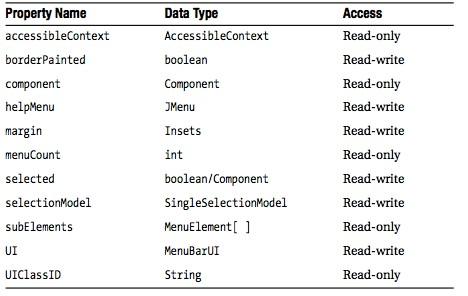 Property Name Data Type Access
accessibleContext AccessibleContext Read-only
borderPainted boolean Read-write
component Component Read-only
helpMenu JMenu Read-write
margin Insets Read-write
menuCount int Read-only
selected boolean/Component Read-write
selectionModel SingleSelectionModel Read-write
subElements MenuElement[ ] Read-only
UI MenuBarUI Read-write
UIClassID String Read-only